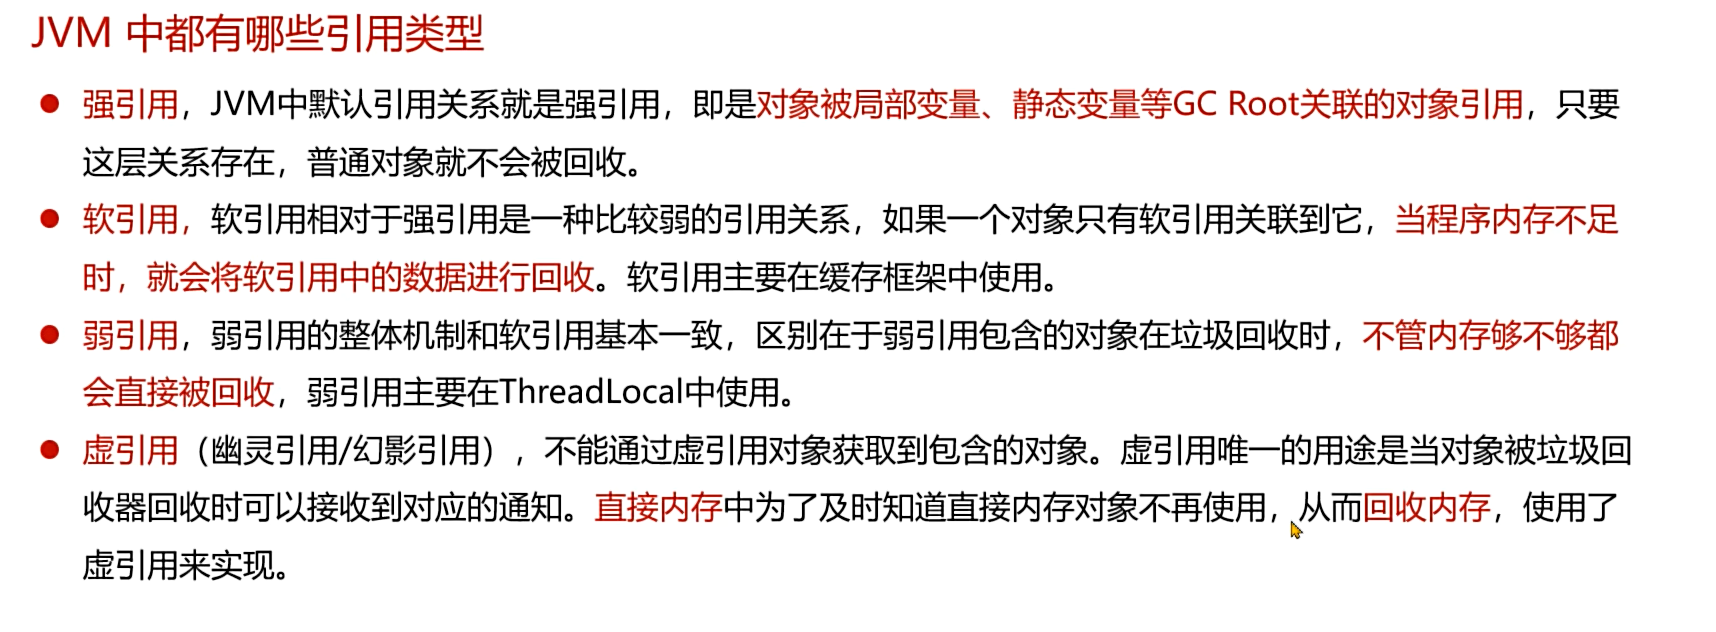 JVM 中都有哪些引用类型
强引用，JVM中默认引用关系就是强引用，即是对象被局部变量、静态变量等GC Root关联的对象引用，只要
这层关系存在，普通对象就不会被回收。
软引用，软引用相对于强引用是一种比较弱的引用关系，如果一个对象只有软引用关联到它，当程序内存不足
时，就会将软引用中的数据进行回收。软引用主要在缓存框架中使用。
弱引用，弱引用的整体机制和软引用基本一致，区别在于弱引用包含的对象在垃圾回收时，不管内存够不够都
会直接被回收，弱引用主要在ThreadLocal中使用。
虚引用（幽灵引用/幻影引用），不能通过虚引用对象获取到包含的对象。虚引用唯一的用途是当对象被垃圾回
收器回收时可以接收到对应的通知。直接内存中为了及时知道直接内存对象不再使用，从而回收内存，使用了
虚引用来实现。